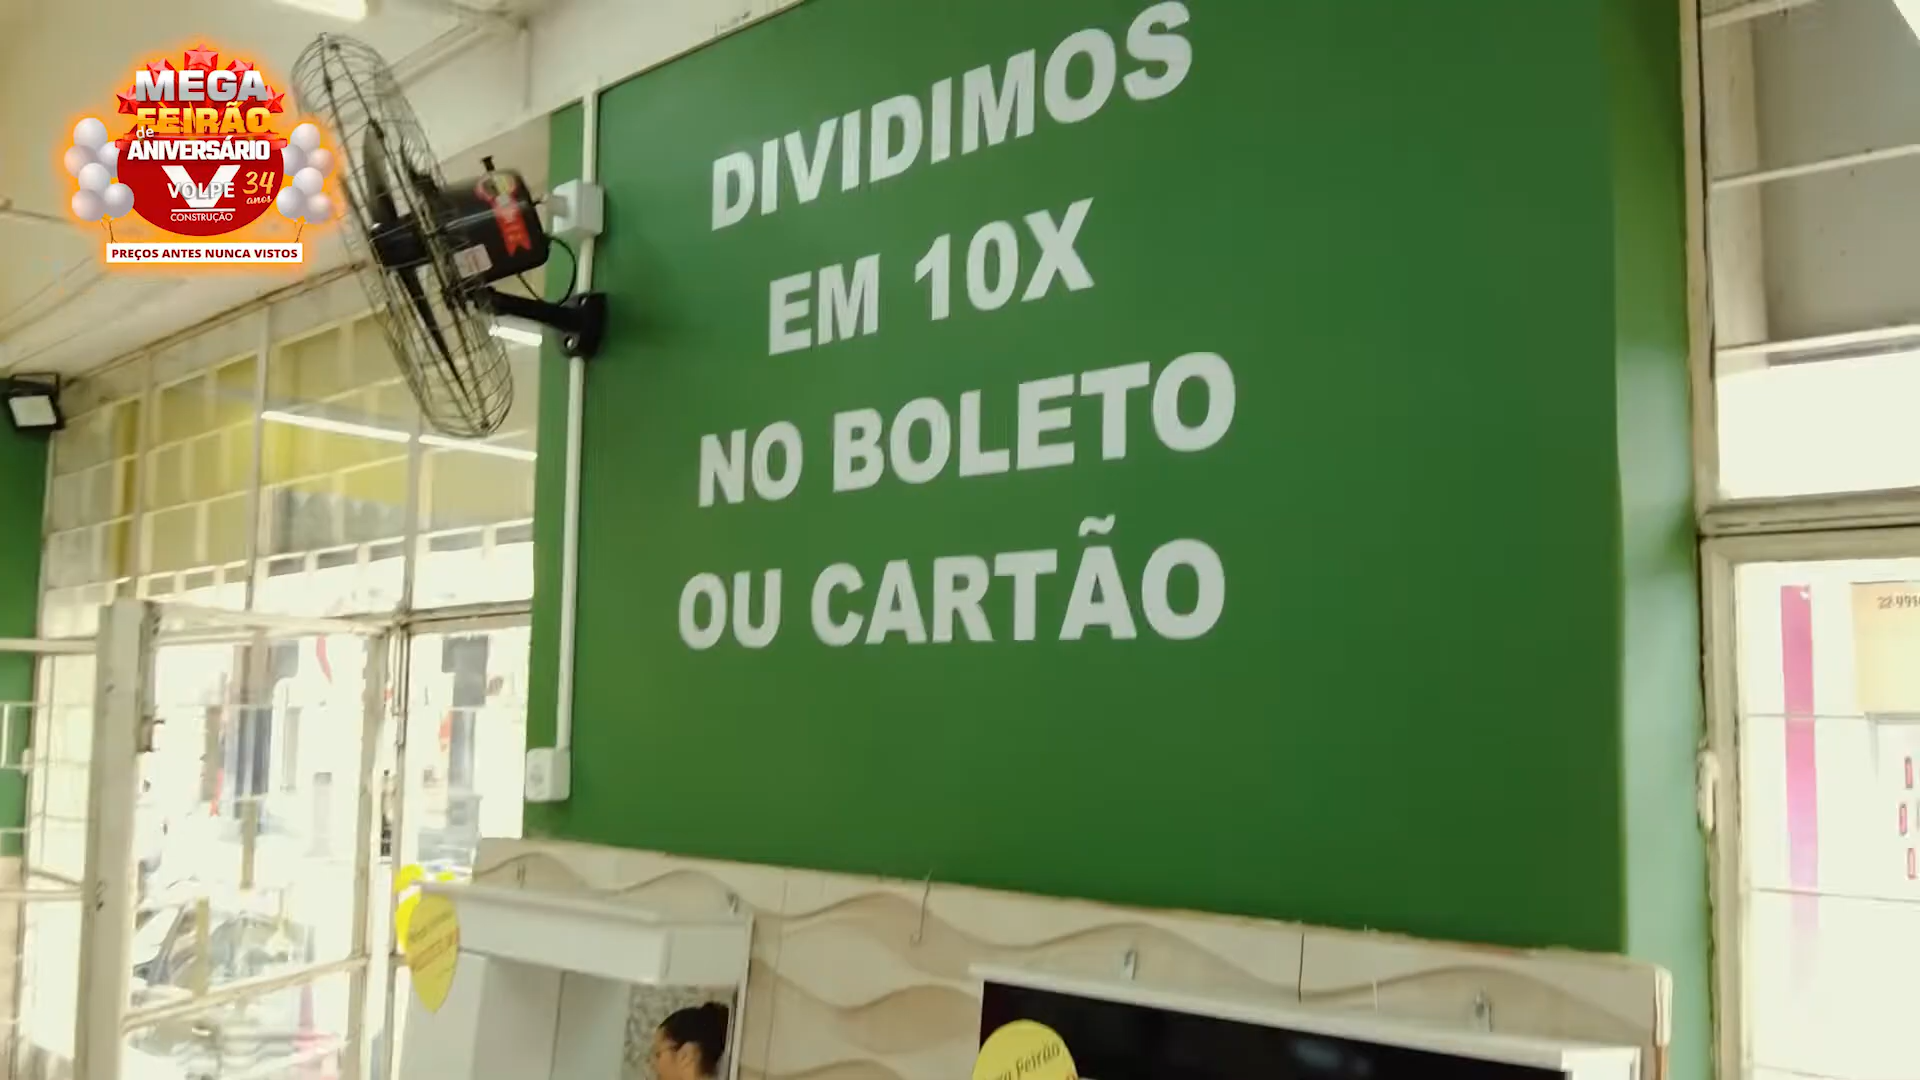 MEGA
FEIRÃO
de
ANIVERSÁRIO
VOLPE 34
anos
CONSTRUÇÃO
PREÇOS ANTES NUNCA VISTOS
DIVIDIMOS
EM 10X
NO BOLETO
OU CARTÃO
Feirão